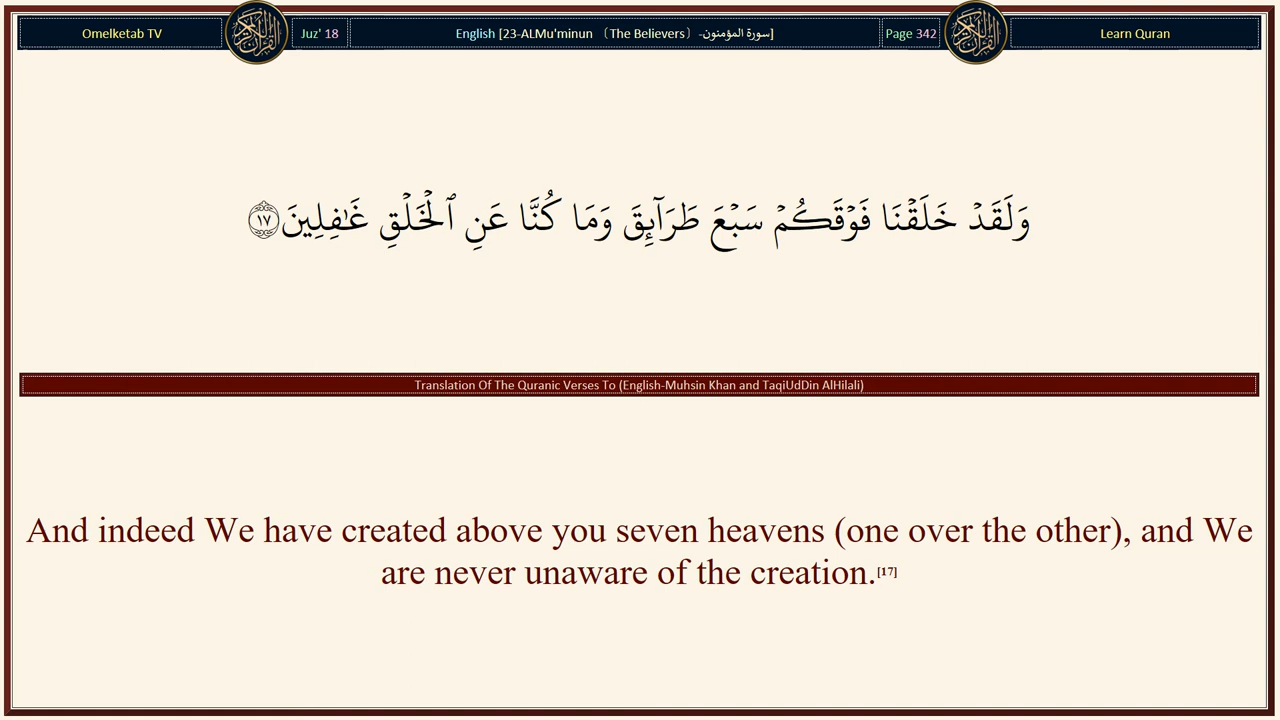 Omelketab TV
Juz' 18
English [23-ALMu'minun （The Believers） -سورة المؤمنون]
Page 342
Learn Quran
وَلَقَدۡ خَلَقۡنَا فَوۡقَكُمۡ سَبۡعَ طَرَآئِقَ وَمَا كُنَّا عَنِ ٱلۡخَلۡقِ غَٰفِلِينَ ١٧
Translation Of The Quranic Verses To (English-Muhsin Khan and TaqiUdDin AlHilali)
And indeed We have created above you seven heavens (one over the other), and We
are never unaware of the creation.[17]